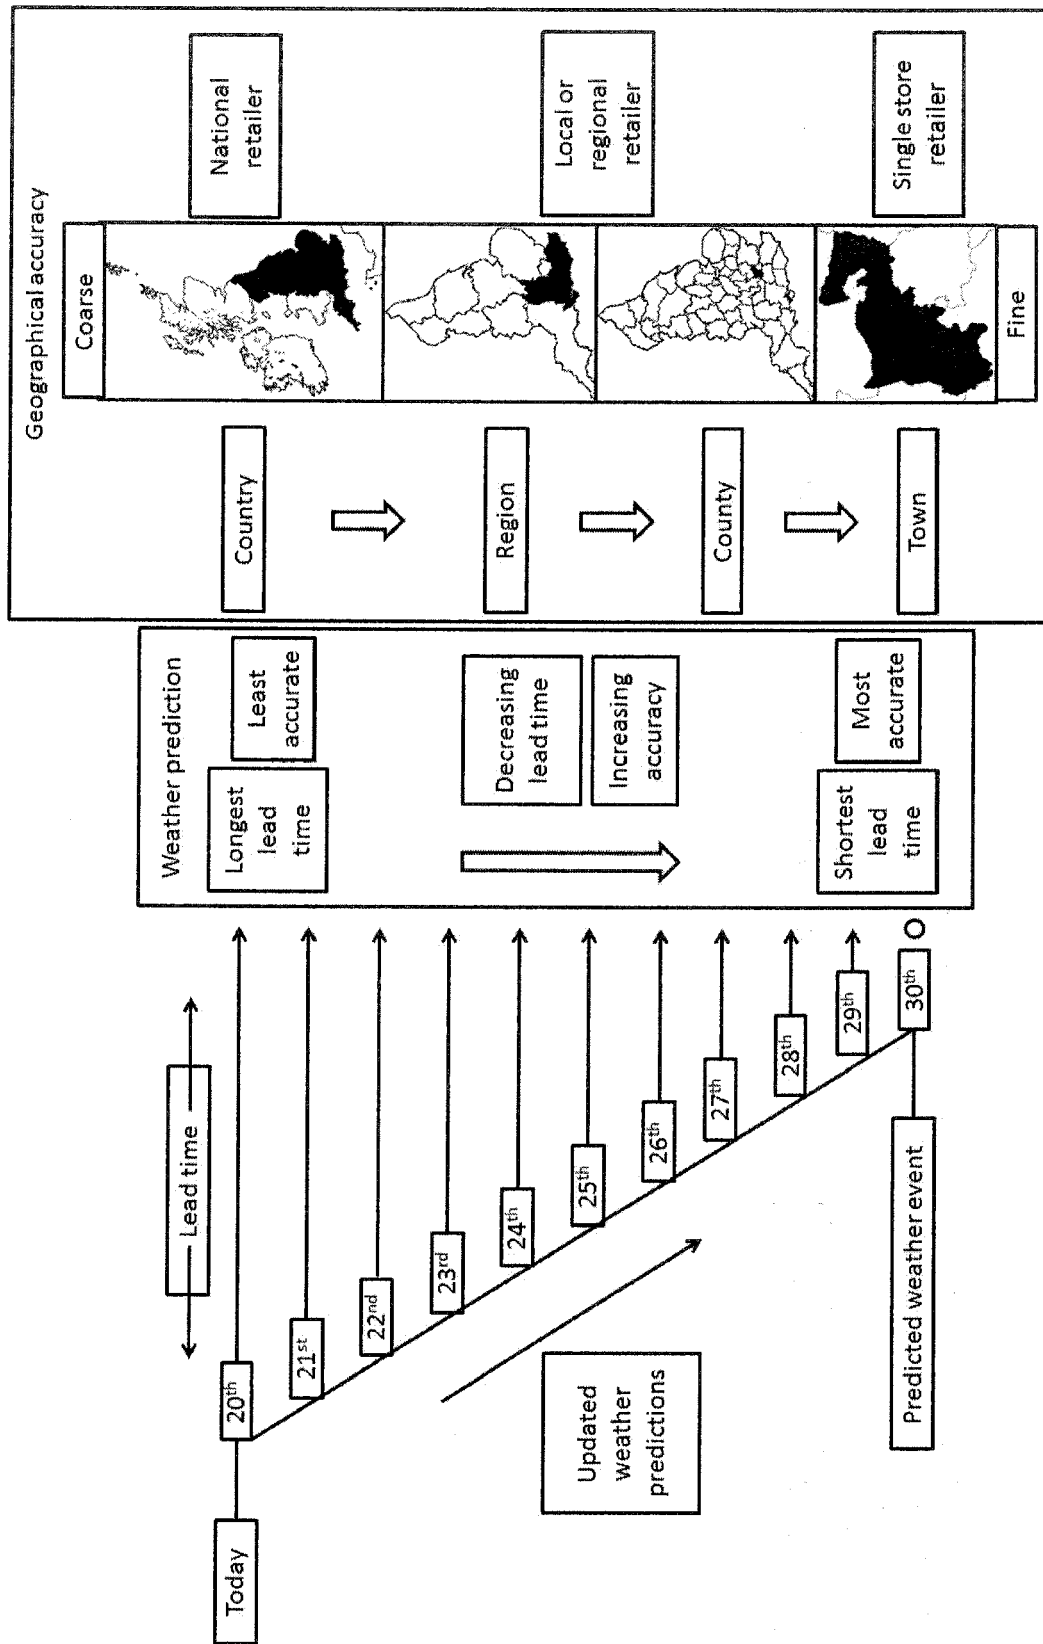 Today
Lead time
20th
21st
22nd
23rd
24th
25th
26th
27th
28th
29th
30th
Updated
weather
predictions
Predicted weather event
Weather prediction
Longest
lead
time
Least
accurate
Decreasing
lead time
Increasing
accuracy
Shortest
lead
time
Most
accurate
Geographical accuracy
Country
Region
County
Town
Coarse
Fine
National
retailer
Local or
regional
retailer
Single store
retailer